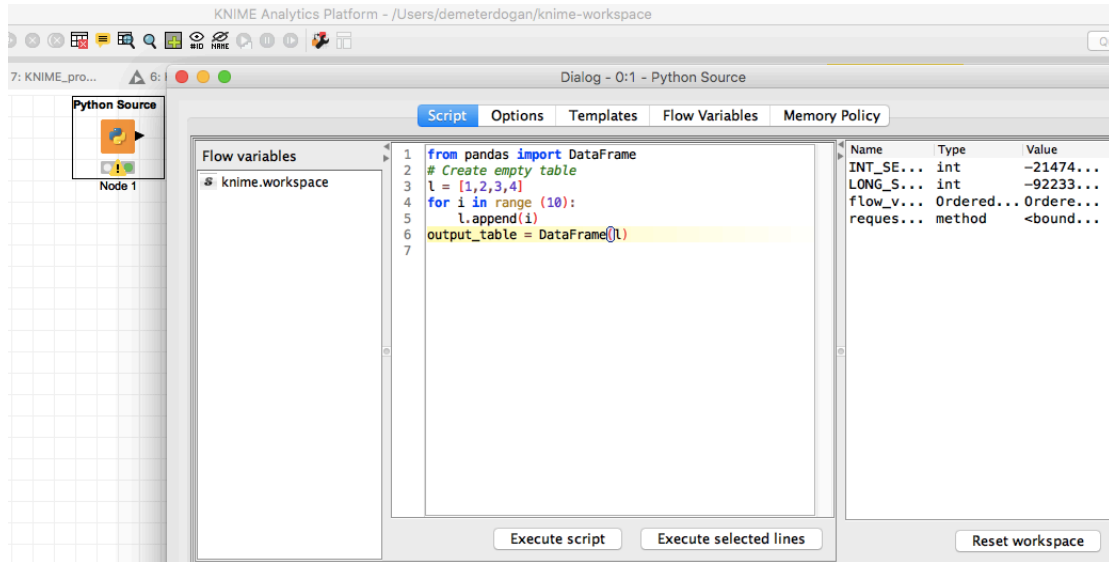 KNIME Analytics Platform - /Users/demeterdogan/knime-workspace
#ID NAME
7: KNIME_pro... 6:
Dialog - 0:1 - Python Source
Python Source
Node 1
Script Options Templates Flow Variables Memory Policy
Flow variables
s knime.workspace
1 from pandas import DataFrame
2 # Create empty table
3 l = [1,2,3,4]
4 for i in range (10):
5 l.append(i)
6 output_table = DataFrame(l)
7
Name Type Value
INT_SE... int -21474...
LONG_S... int -92233...
flow_v... Ordered... Ordere...
reques... method <bound...
Execute script Execute selected lines Reset workspace